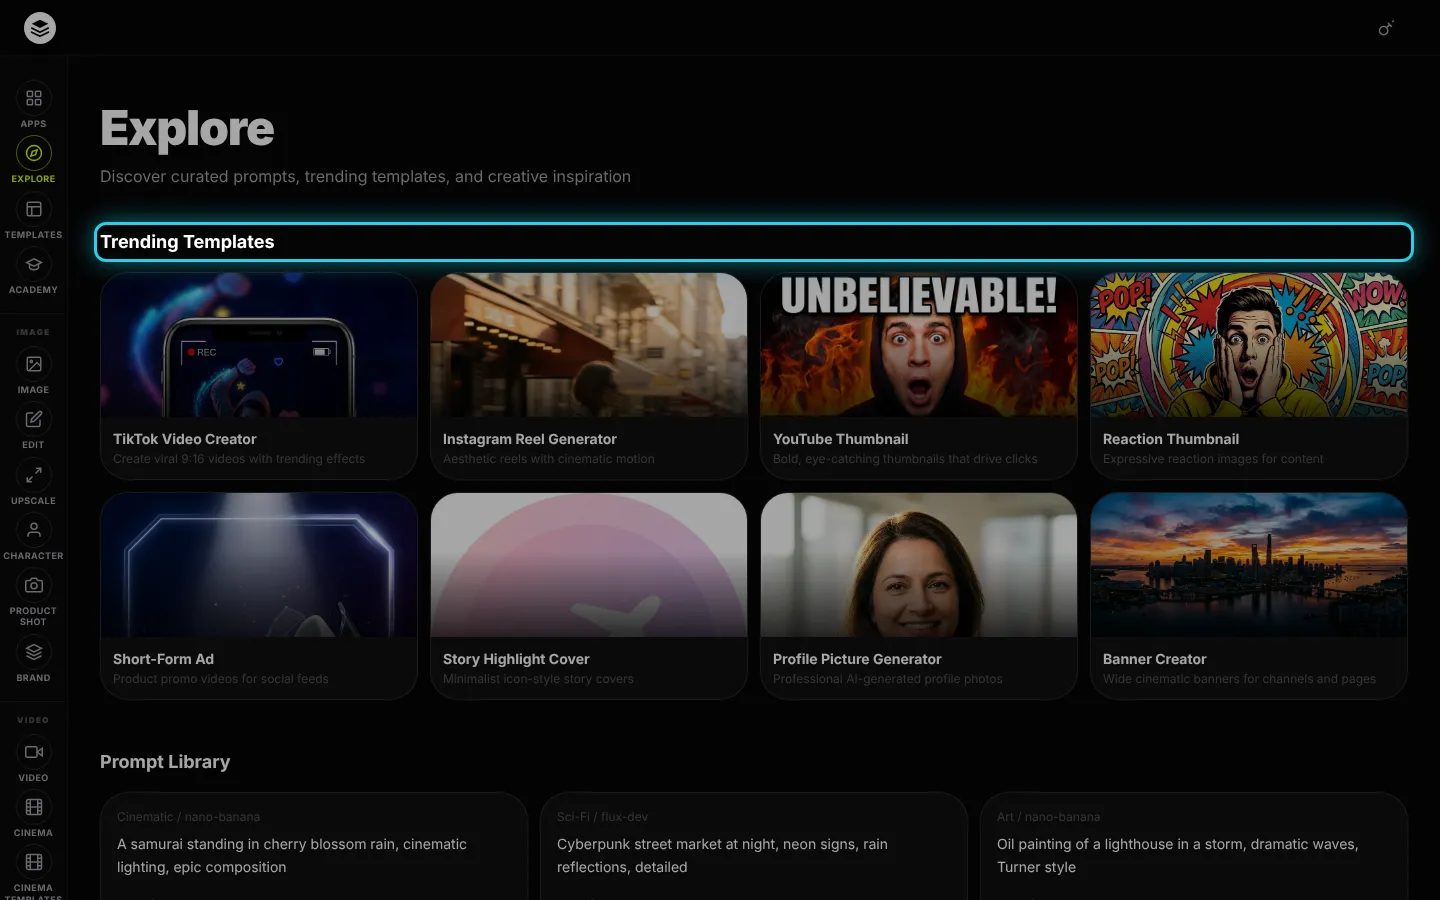 APPS
EXPLORE
TEMPLATES
ACADEMY
IMAGE
IMAGE
EDIT
UPSCALE
CHARACTER
PRODUCT
SHOT
BRAND
VIDEO
VIDEO
CINEMA
CINEMA
TEMPLATES
Explore
Discover curated prompts, trending templates, and creative inspiration
Trending Templates
REC
TikTok Video Creator
Create viral 9:16 videos with trending effects
Instagram Reel Generator
Aesthetic reels with cinematic motion
UNBELIEVABLE!
YouTube Thumbnail
Bold, eye-catching thumbnails that drive clicks
POP!
WOW!
POP!
POP!
Reaction Thumbnail
Expressive reaction images for content
Short-Form Ad
Product promo videos for social feeds
Story Highlight Cover
Minimalist icon-style story covers
Profile Picture Generator
Professional AI-generated profile photos
Banner Creator
Wide cinematic banners for channels and pages
Prompt Library
Cinematic / nano-banana
A samurai standing in cherry blossom rain, cinematic
lighting, epic composition
Sci-Fi / flux-dev
Cyberpunk street market at night, neon signs, rain
reflections, detailed
Art / nano-banana
Oil painting of a lighthouse in a storm, dramatic waves,
Turner style